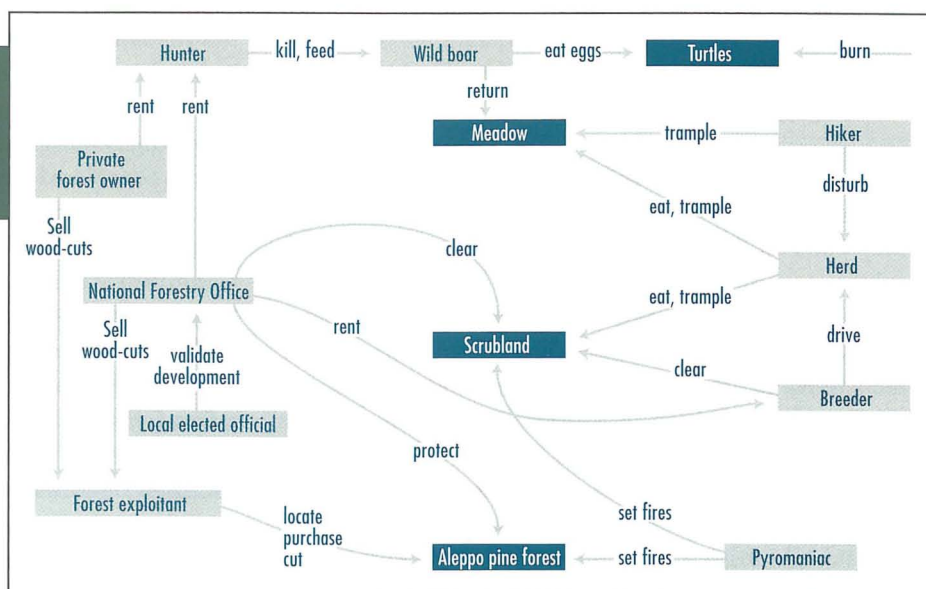 Hunter
kill, feed
Wild boar
eat eggs
Turtles
burn
return
rent
rent
Meadow
trample
Hiker
Private
forest owner
disturb
eat, trample
Sell
wood-cuts
clear
Herd
National Forestry Office
eat, trample
rent
Sell
wood-cuts
Scrubland
drive
validate
development
clear
Breeder
Local elected official
protect
Forest exploitant
set fires
locate
purchase
cut
Aleppo pine forest
set fires
Pyromaniac